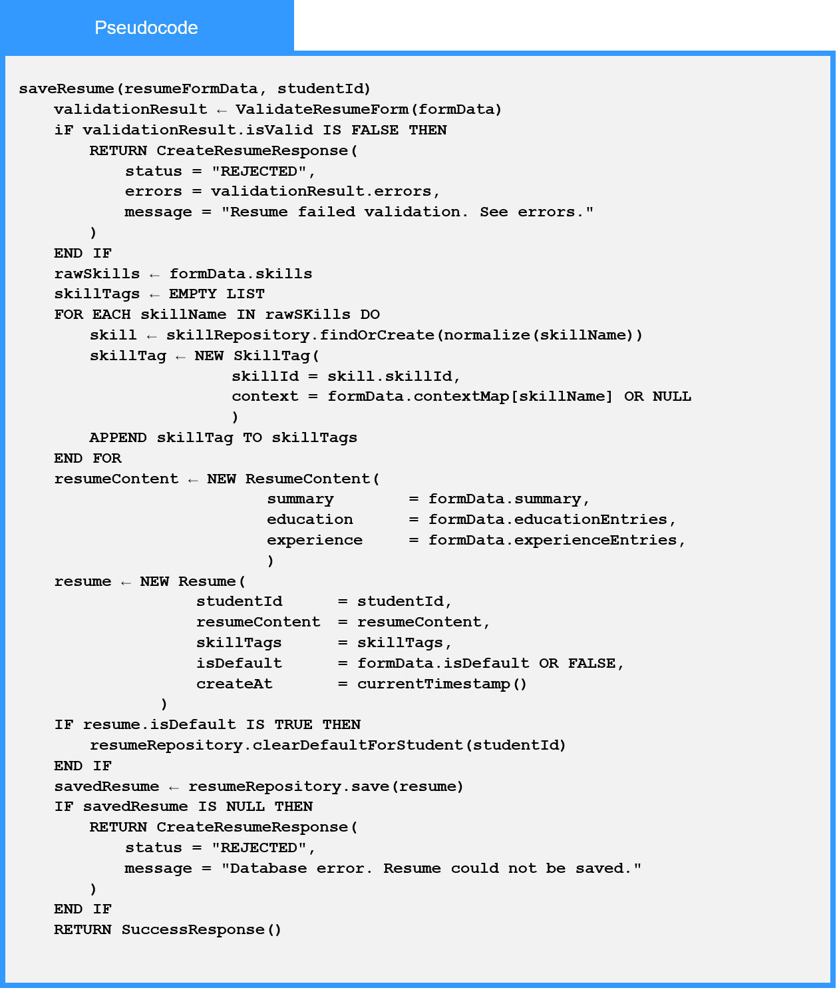 Pseudocode
saveResume(resumeFormData, studentId)
validationResult ← ValidateResumeForm(formData)
iF validationResult.isValid IS FALSE THEN
RETURN CreateResumeResponse(
status = "REJECTED",
errors = validationResult.errors,
message = "Resume failed validation. See errors."
)
END IF
rawSkills ← formData.skills
skillTags ← EMPTY LIST
FOR EACH skillName IN rawSKills DO
skill ← skillRepository.findOrCreate(normalize(skillName))
skillTag ← NEW SkillTag(
skillId = skill.skillId,
context = formData.contextMap[skillName] OR NULL
)
APPEND skillTag TO skillTags
END FOR
resumeContent ← NEW ResumeContent(
summary = formData.summary,
education = formData.educationEntries,
experience = formData.experienceEntries,
)
resume ← NEW Resume(
studentId = studentId,
resumeContent = resumeContent,
skillTags = skillTags,
isDefault = formData.isDefault OR FALSE,
createAt = currentTimestamp()
)
IF resume.isDefault IS TRUE THEN
resumeRepository.clearDefaultForStudent(studentId)
END IF
savedResume ← resumeRepository.save(resume)
IF savedResume IS NULL THEN
RETURN CreateResumeResponse(
status = "REJECTED",
message = "Database error. Resume could not be saved."
)
END IF
RETURN SuccessResponse()